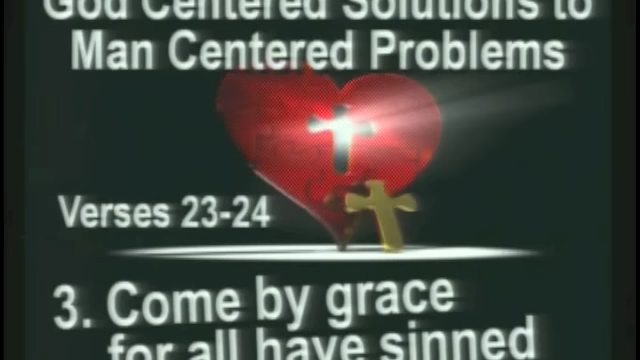 God Centered Solutions to
Man Centered Problems
Verses 23-24
3. Come by grace
for all have sinned